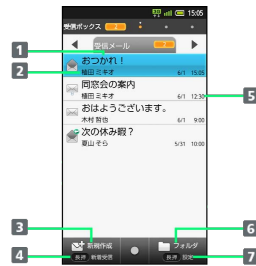 15:05
受信ボックス
1
受信メール
2
おつかれ！
植田 ミキオ 6/1 15:05
同窓会の案内
植田 ミキオ 6/1 12:30
5
おはようございます。
木村 哲也 6/1 9:00
次の休み暇？
夏山 そら 5/31 10:00
3
新規作成
フォルダ
6
4
長押 新着受信
長押 設定
7